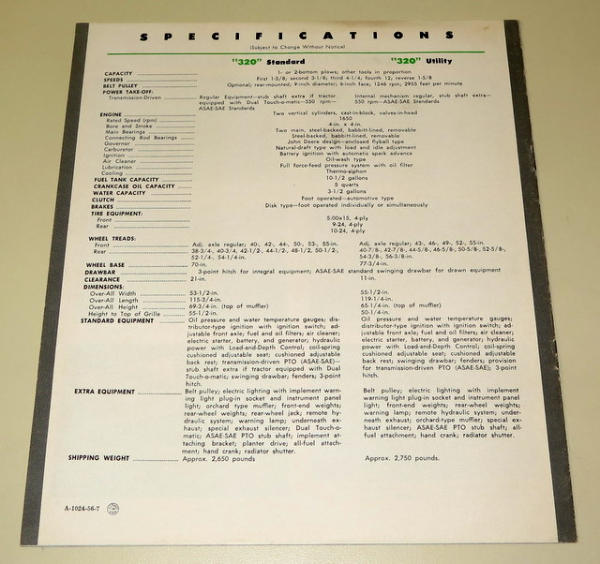 SPECIFICATIONS
(Subject to Change Without Notice)
"320" Standard "320" Utility
CAPACITY 1- or 2-bottom plows; other tools in proportion
SPEEDS First 1-5/8; second 3-1/8; third 4-1/4; fourth 12; reverse 1-5/8
BELT PULLEY Optional; rear-mounted; 9-inch diameter; 6-inch face; 1246 rpm, 2935 feet per minute
POWER TAKE-OFF:
Transmission-Driven Regular Equipment—stub shaft extra if tractor Internal mechanism regular, stub shaft extra—
equipped with Dual Touch-o-matic—550 rpm— 550 rpm—ASAE-SAE Standards
ASAE-SAE Standards
ENGINE Two vertical cylinders, cast-in-block, valves-in-head
Rated Speed (rpm) 1650
Bore and Stroke 4-in. x 4-in.
Main Bearings Two main, steel-backed, babbitt-lined, removable
Connecting Rod Bearings Steel-backed, babbitt-lined, removable
Governor John Deere design—enclosed flyball type
Carburetor Natural-draft type with load and idle adjustment
Ignition Battery ignition with automatic spark advance
Air Cleaner Oil-wash type
Lubrication Full force-feed pressure system with oil filter
Cooling Thermo-siphon
FUEL TANK CAPACITY 10-1/2 gallons
CRANKCASE OIL CAPACITY 5 quarts
WATER CAPACITY 3-1/2 gallons
CLUTCH Foot operated—automotive type
BRAKES Disk type—foot operated individually or simultaneously
TIRE EQUIPMENT:
Front 5.00x15, 4-ply
Rear 9-24, 4-ply
10-24, 4-ply
WHEEL TREADS:
Front Adj. axle regular; 40-, 42-, 44-, 50-, 53-, 55-in. Adj. axle regular; 43-, 46-, 49-, 52-, 55-in.
Rear 38-3/4-, 40-3/4, 42-1/2-, 44-1/2-, 48-1/2, 50-1/2-, 40-7/8, 42-7/8-, 44-5/8-, 46-5/8-, 50-5/8-, 52-5/8-,
52-1/4-, 54-1/4-in. 54-3/8-, 56-3/8-in.
WHEEL BASE 70-in. 77-3/4-in.
DRAWBAR 3-point hitch for integral equipment; ASAE-SAE standard swinging drawbar for drawn equipment
CLEARANCE 21-in. 11-in.
DIMENSIONS:
Over-All Width 53-1/2-in. 55-1/2-in.
Over-All Length 115-3/4-in. 119-1/4-in.
Over-All Height 69-3/4-in. (top of muffler) 65-1/4-in. (top of muffler)
Height to Top of Grille 55-1/2-in. 50-1/4-in.
STANDARD EQUIPMENT Oil pressure and water temperature gauges; dis- Oil pressure and water temperature gauges;
tributor-type ignition with ignition switch; ad- distributor-type ignition with ignition switch; ad-
justable front axle; fuel and oil filters; air cleaner; justable front axle; fuel and oil filters; air cleaner;
electric starter, battery, and generator; hydraulic electric starter, battery, and generator; hydraulic
power with Load-and-Depth Control; coil-spring power with Load-and-Depth Control; coil-spring
cushioned adjustable seat; cushioned adjustable cushioned adjustable seat; cushioned adjustable
back rest; transmission-driven PTO (ASAE-SAE)— back rest; swinging drawbar; fenders; provision
stub shaft extra if tractor equipped with Dual for transmission-driven PTO (ASAE-SAE); 3-point
Touch-o-matic; swinging drawbar; fenders; 3-point hitch.
hitch.
EXTRA EQUIPMENT Belt pulley; electric lighting with implement warn- Belt pulley; electric lighting with implement
ing light plug-in socket and instrument panel warning light plug-in socket and instrument panel
light; orchard type muffler; front-end weights; light; front-end weights; rear-wheel weights;
rear-wheel weights; rear-wheel jack; remote hy- warning lamp; remote hydraulic system; under-
draulic system; warning lamp; underneath ex- neath exhaust; orchard-type muffler; special ex-
haust; special exhaust silencer; Dual Touch-o- haust silencer; ASAE-SAE PTO stub shaft; all-
matic; ASAE-SAE PTO stub shaft; implement at- fuel attachment; hand crank; radiator shutter.
taching bracket; planter drive; all-fuel attach-
ment; hand crank; radiator shutter.
SHIPPING WEIGHT Approx. 2,650 pounds Approx. 2,750 pounds.
A-1024-56-7